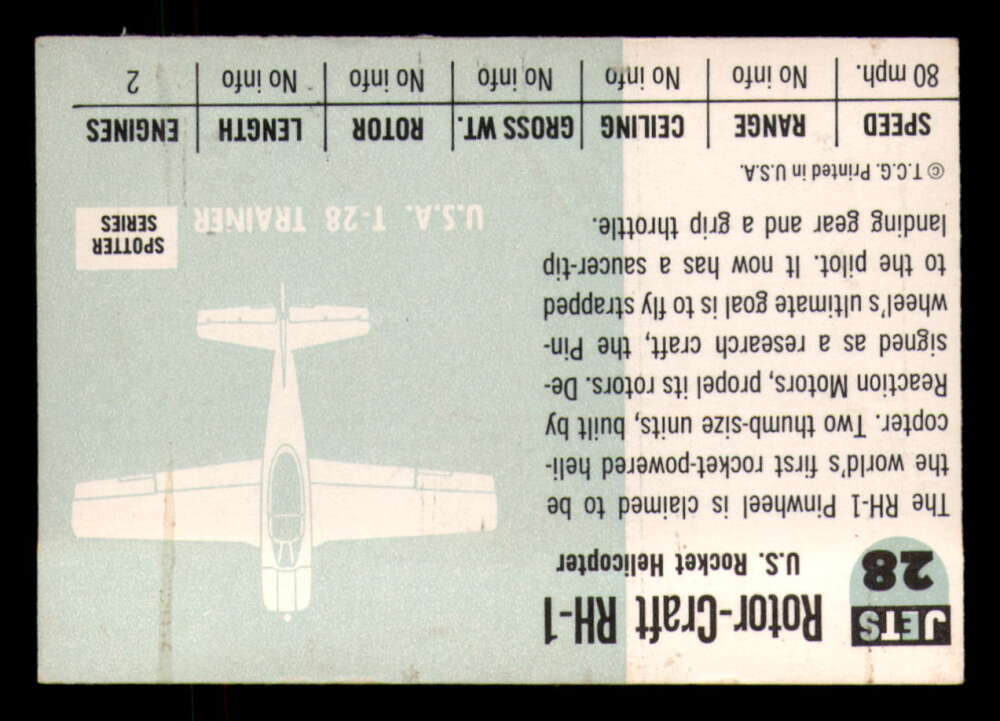 JETS
28
Rotor-Craft RH-1
U.S. Rocket Helicopter
The RH-1 Pinwheel is claimed to be
the world's first rocket-powered heli-
copter. Two thumb-size units, built by
Reaction Motors, propel its rotors. De-
signed as a research craft, the Pin-
wheel's ultimate goal is to fly strapped
to the pilot. It now has a saucer-tip
landing gear and a grip throttle.
© T.C.G. Printed in U.S.A.
U.S.A. T-28 TRAINER
SPOTTER
SERIES
SPEED RANGE CEILING GROSS WT. ROTOR LENGTH ENGINES
80 mph. No info No info No info No info No info 2